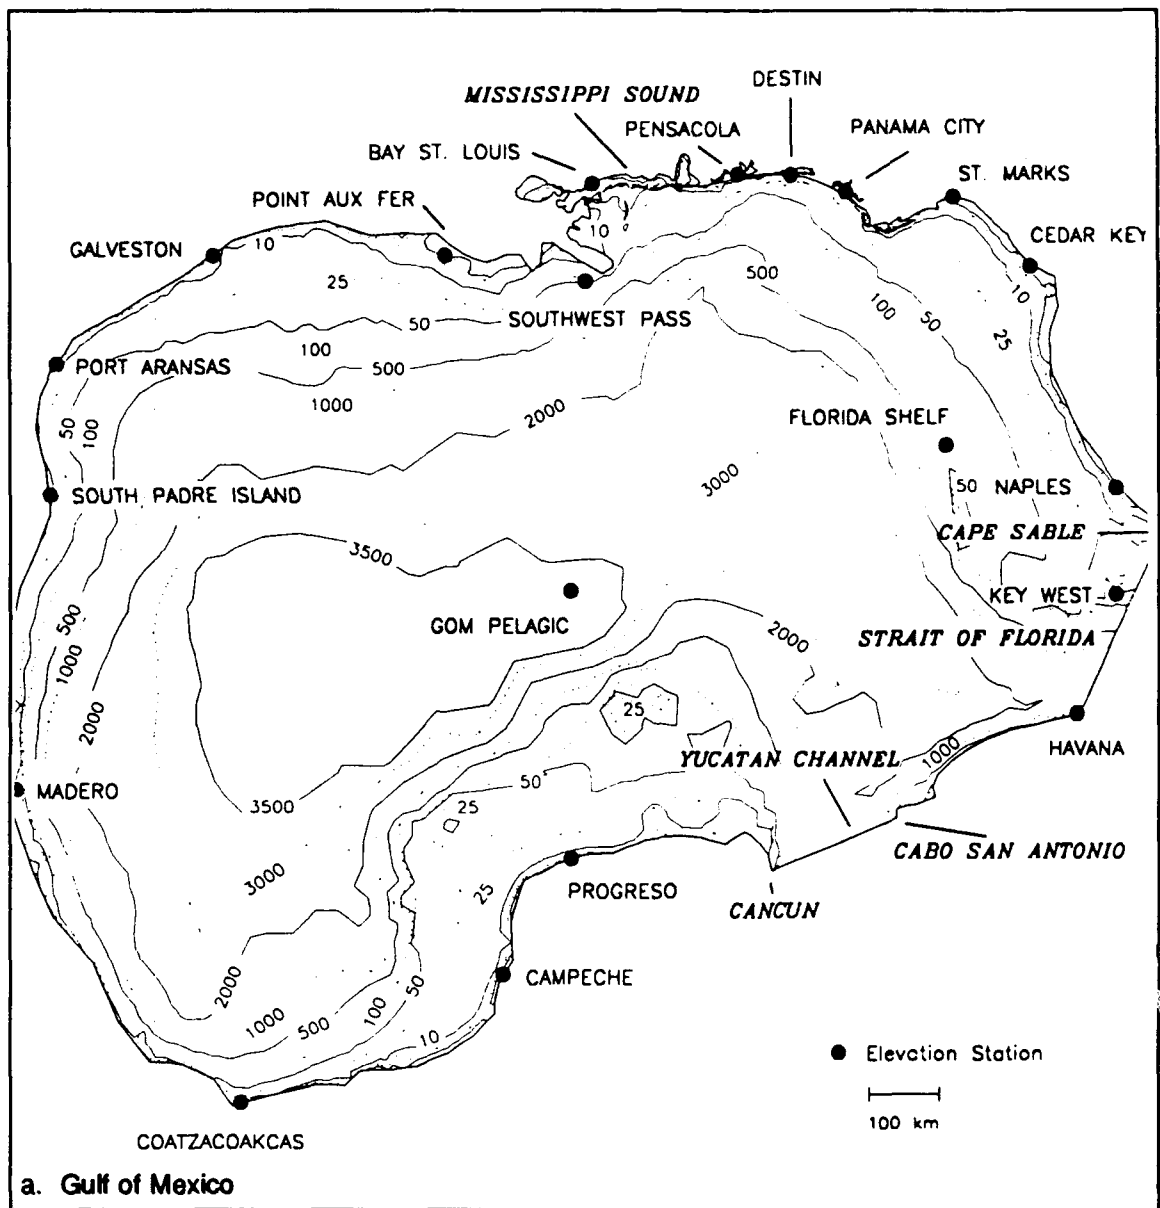 DESTIN
MISSISSIPPI SOUND
PENSACOLA
PANAMA CITY
BAY ST. LOUIS
ST. MARKS
POINT AUX FER
CEDAR KEY
GALVESTON
10
10
25
500
10
50
SOUTHWEST PASS
100
50
25
100
PORT ARANSAS
500
1000
2000
FLORIDA SHELF
50
100
3000
SOUTH PADRE ISLAND
50 NAPLES
CAPE SABLE
3500
KEY WEST
GOM PELAGIC
500
2000
STRAIT OF FLORIDA
1000
2000
25
YUCATAN CHANNEL
1000
HAVANA
MADERO
50
3500
25
CABO SAN ANTONIO
3000
25
PROGRESO
CANCUN
2000
CAMPECHE
50
1000
500
100
10
Elevation Station
100 km
COATZACOAKCAS
a. Gulf of Mexico